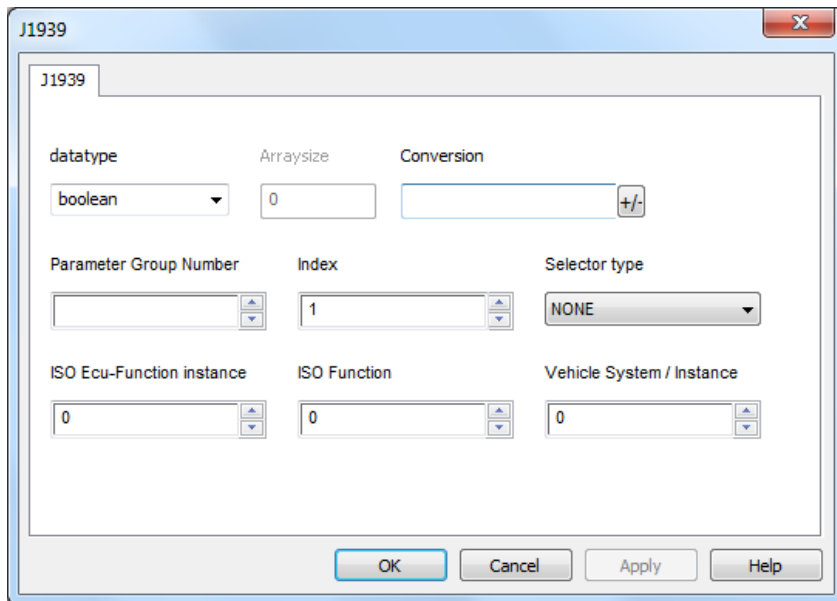 J1939
J1939
datatype Arraysize Conversion
boolean 0 +/-
Parameter Group Number Index Selector type
1 NONE
ISO Ecu-Function instance ISO Function Vehicle System / Instance
0 0 0
OK Cancel Apply Help